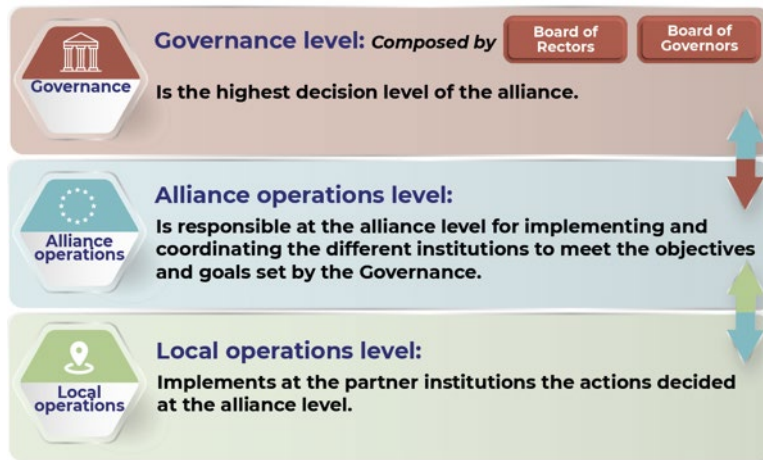 Governance level: Composed by
Board of
Rectors
Board of
Governors
Governance
Is the highest decision level of the alliance.
Alliance operations level:
Is responsible at the alliance level for implementing and
coordinating the different institutions to meet the objectives
and goals set by the Governance.
Alliance
operations
Local operations level:
Implements at the partner institutions the actions decided
at the alliance level.
Local
operations